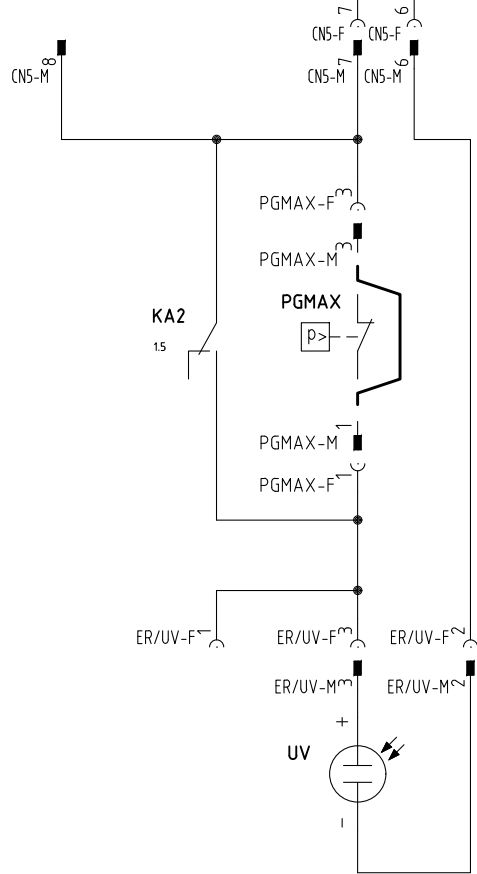 7 6
CN5-F CN5-F
8 7 6
CN5-M CN5-M CN5-M
PGMAX-F 3
PGMAX-M 3
PGMAX
KA2
p>
1.5
PGMAX-M 1
PGMAX-F 1
ER/UV-F 1 ER/UV-F 3 ER/UV-F 2
ER/UV-M 3 ER/UV-M 2
+
UV
-